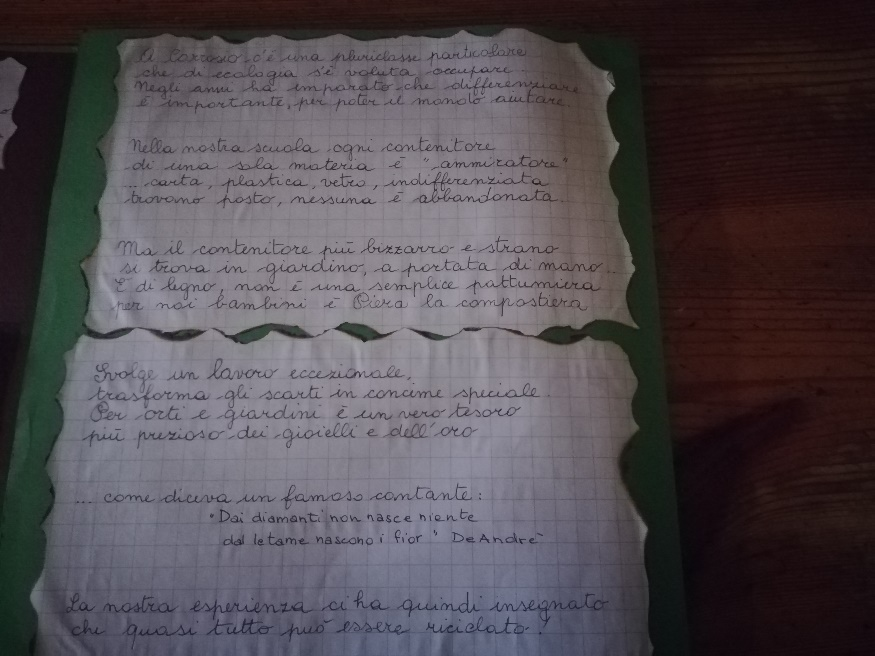 A Carrosio c'è una pluriclasse particolare
che di ecologia s'è voluta occupare...
Negli anni ha imparato che differenziare
è importante, per poter il mondo aiutare.
Nella nostra scuola ogni contenitore
di una sola materia è "ammiratore"
... carta, plastica, vetro, indifferenziata
trovano posto, nessuna è abbandonata.
Ma il contenitore più bizzarro e strano
si trova in giardino, a portata di mano...
È di legno, non è una semplice pattumiera
per noi bambini è Piera la compostiera
Svolge un lavoro eccezionale,
trasforma gli scarti in concime speciale.
Per orti e giardini è un vero tesoro
più prezioso dei gioielli e dell'oro
... come diceva un famoso cantante:
"Dai diamanti non nasce niente
dal letame nascono i fior" De Andrè
La nostra esperienza ci ha quindi insegnato
che quasi tutto può essere riciclato!